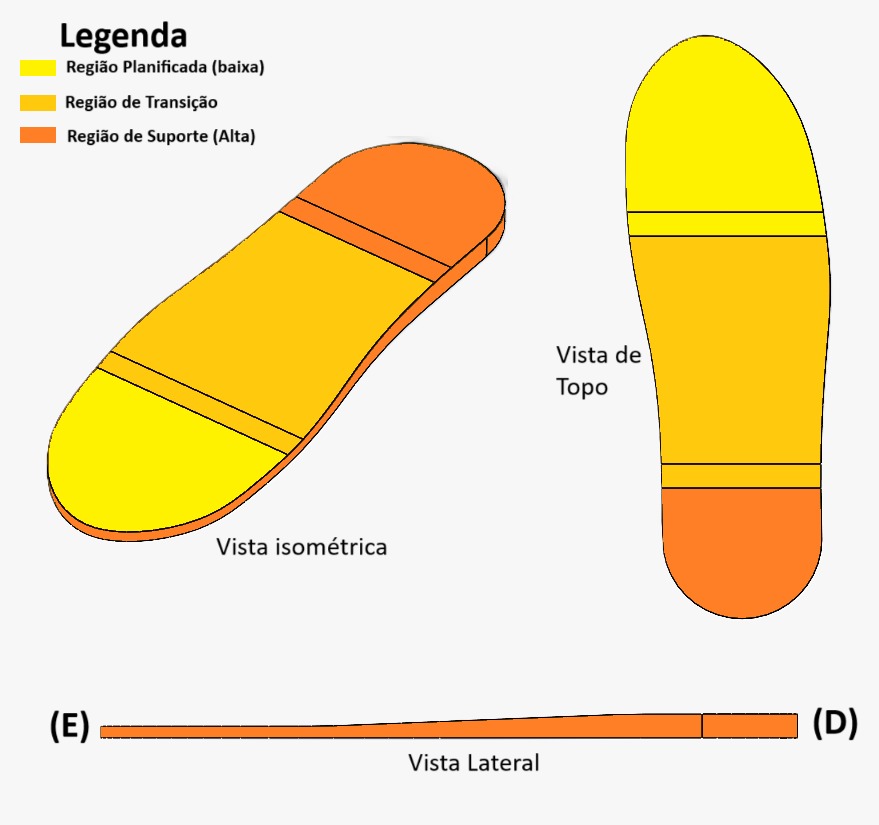 Legenda
Região Planificada (baixa)
Região de Transição
Região de Suporte (Alta)
Vista de
Topo
Vista isométrica
(E)
(D)
Vista Lateral